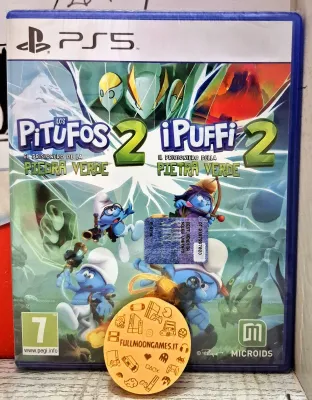 PS5
LOS
PiTUFOS 2
EL PRISIONERO DE LA
PIEDRA VERDE
i PUFFi 2
IL PRIGIONIERO DELLA
PIETRA VERDE
7
www.pegi.info
FULLMOONGAMES.IT
MICROIDS